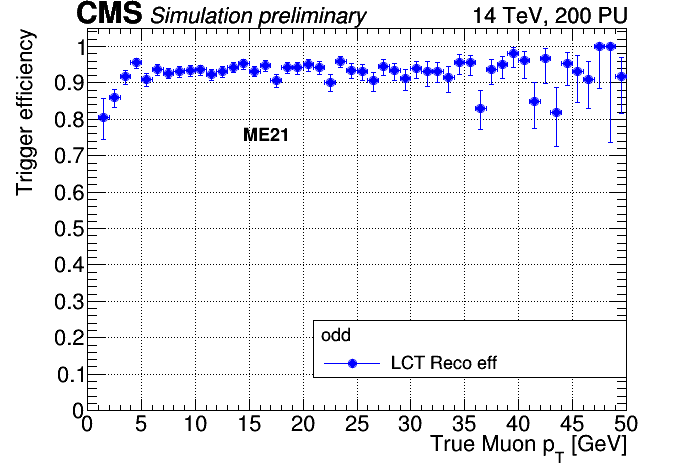 CMS Simulation preliminary 14 TeV, 200 PU
Trigger efficiency
1
0.9
0.8
0.7
0.6
0.5
0.4
0.3
0.2
0.1
0
ME21
odd
LCT Reco eff
0 5 10 15 20 25 30 35 40 45 50
True Muon p_T [GeV]